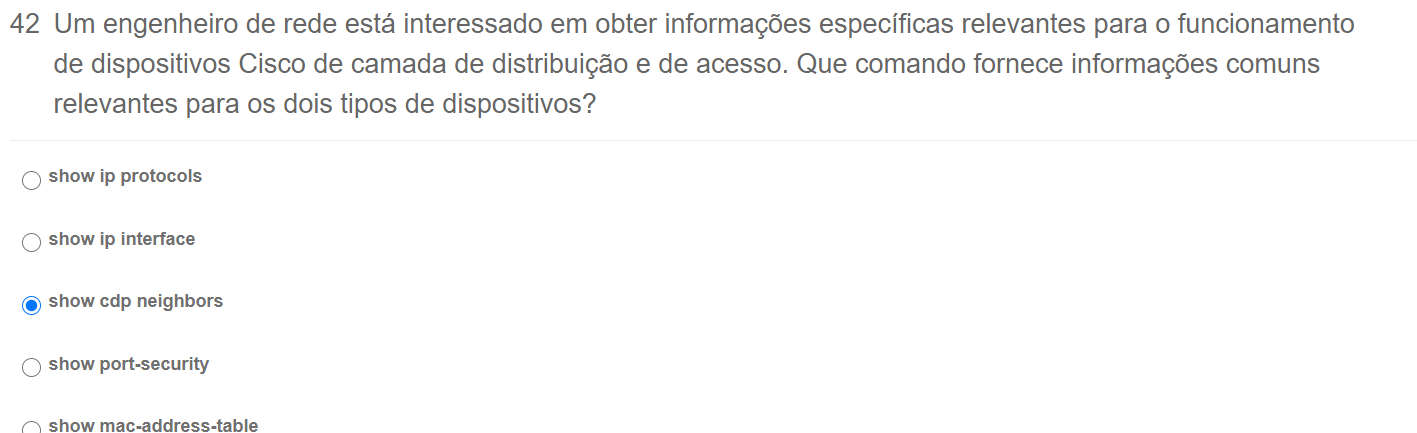 42 Um engenheiro de rede está interessado em obter informações específicas relevantes para o funcionamento
de dispositivos Cisco de camada de distribuição e de acesso. Que comando fornece informações comuns
relevantes para os dois tipos de dispositivos?
show ip protocols
show ip interface
show cdp neighbors
show port-security
show mac-address-table